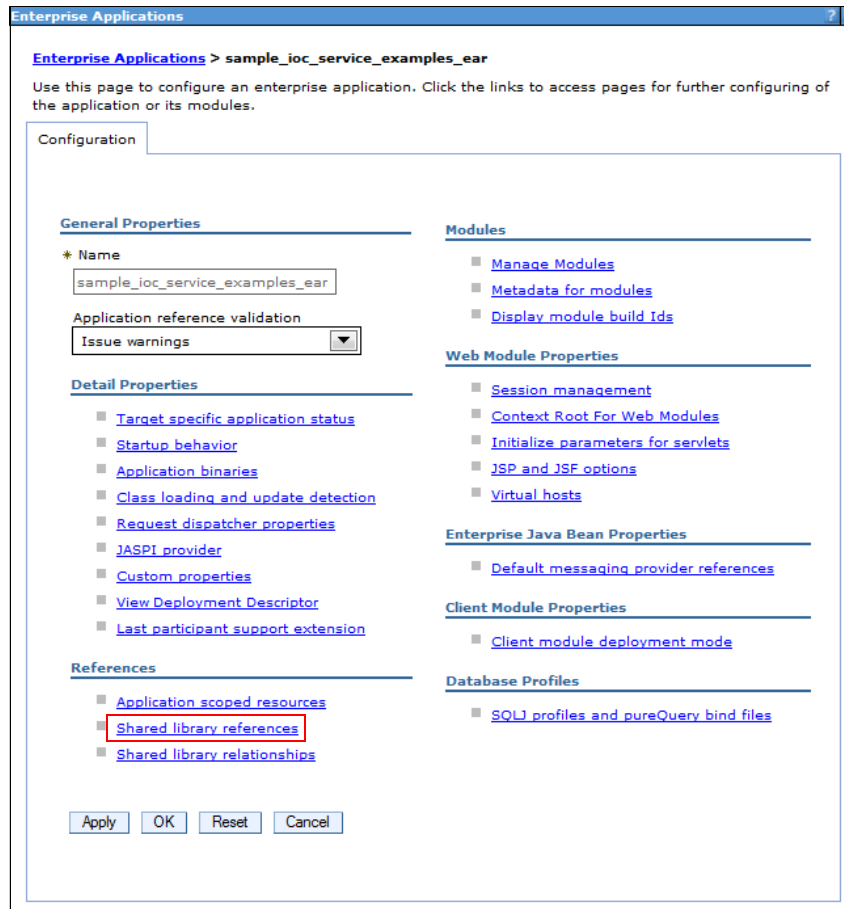 Enterprise Applications ?
Enterprise Applications > sample_ioc_service_examples_ear
Use this page to configure an enterprise application. Click the links to access pages for further configuring of
the application or its modules.
Configuration
General Properties
* Name
sample_ioc_service_examples_ear
Application reference validation
Issue warnings
Detail Properties
Target specific application status
Startup behavior
Application binaries
Class loading and update detection
Request dispatcher properties
JASPI provider
Custom properties
View Deployment Descriptor
Last participant support extension
References
Application scoped resources
Shared library references
Shared library relationships
Modules
Manage Modules
Metadata for modules
Display module build Ids
Web Module Properties
Session management
Context Root For Web Modules
Initialize parameters for servlets
JSP and JSF options
Virtual hosts
Enterprise Java Bean Properties
Default messaging provider references
Client Module Properties
Client module deployment mode
Database Profiles
SQLJ profiles and pureQuery bind files
Apply OK Reset Cancel